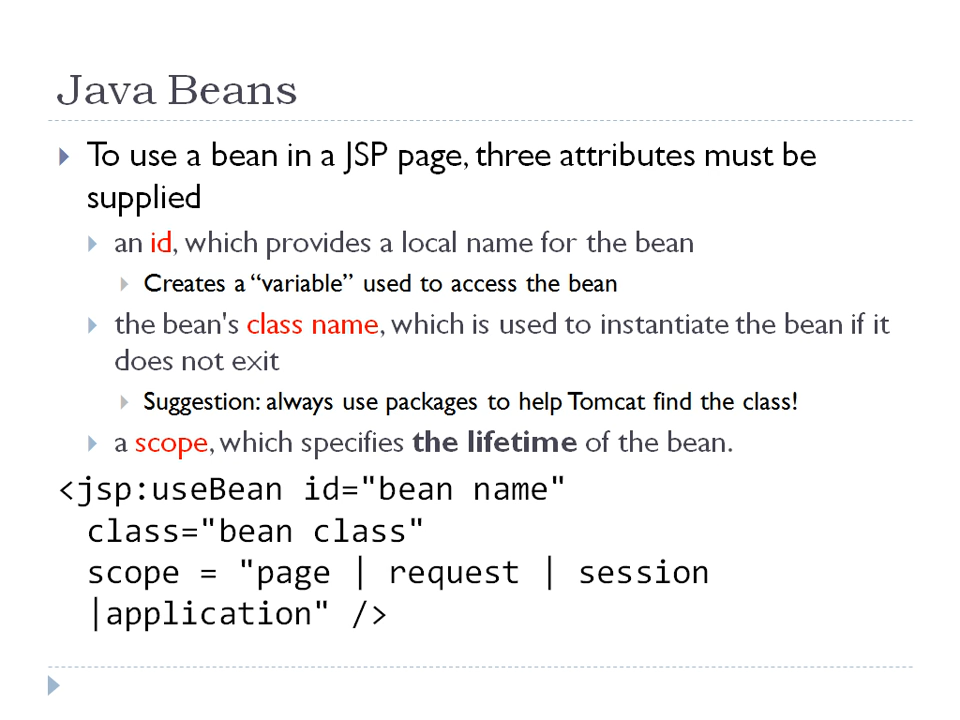 Java Beans
To use a bean in a JSP page, three attributes must be
supplied
an id, which provides a local name for the bean
Creates a “variable” used to access the bean
the bean's class name, which is used to instantiate the bean if it
does not exit
Suggestion: always use packages to help Tomcat find the class!
a scope, which specifies the lifetime of the bean.
<jsp:useBean id="bean name"
class="bean class"
scope = "page | request | session
|application" />